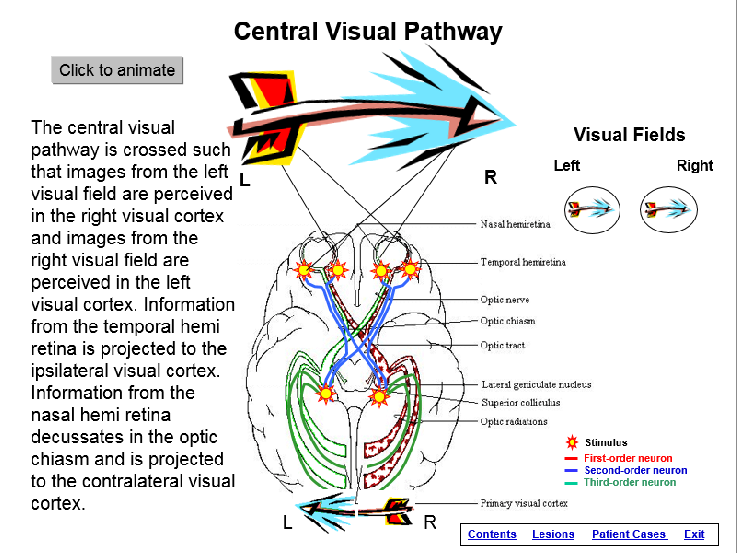 Central Visual Pathway
Click to animate
The central visual
pathway is crossed such
that images from the left
visual field are perceived
in the right visual cortex
and images from the
right visual field are
perceived in the left
visual cortex. Information
from the temporal hemi
retina is projected to the
ipsilateral visual cortex.
Information from the
nasal hemi retina
decussates in the optic
chiasm and is projected
to the contralateral visual
cortex.
L
R
Visual Fields
Left
Right
Nasal hemiretina
Temporal hemiretina
Optic nerve
Optic chiasm
Optic tract
Lateral geniculate nucleus
Superior colliculus
Optic radiations
Stimulus
First-order neuron
Second-order neuron
Third-order neuron
Primary visual cortex
L
R
Contents Lesions Patient Cases Exit